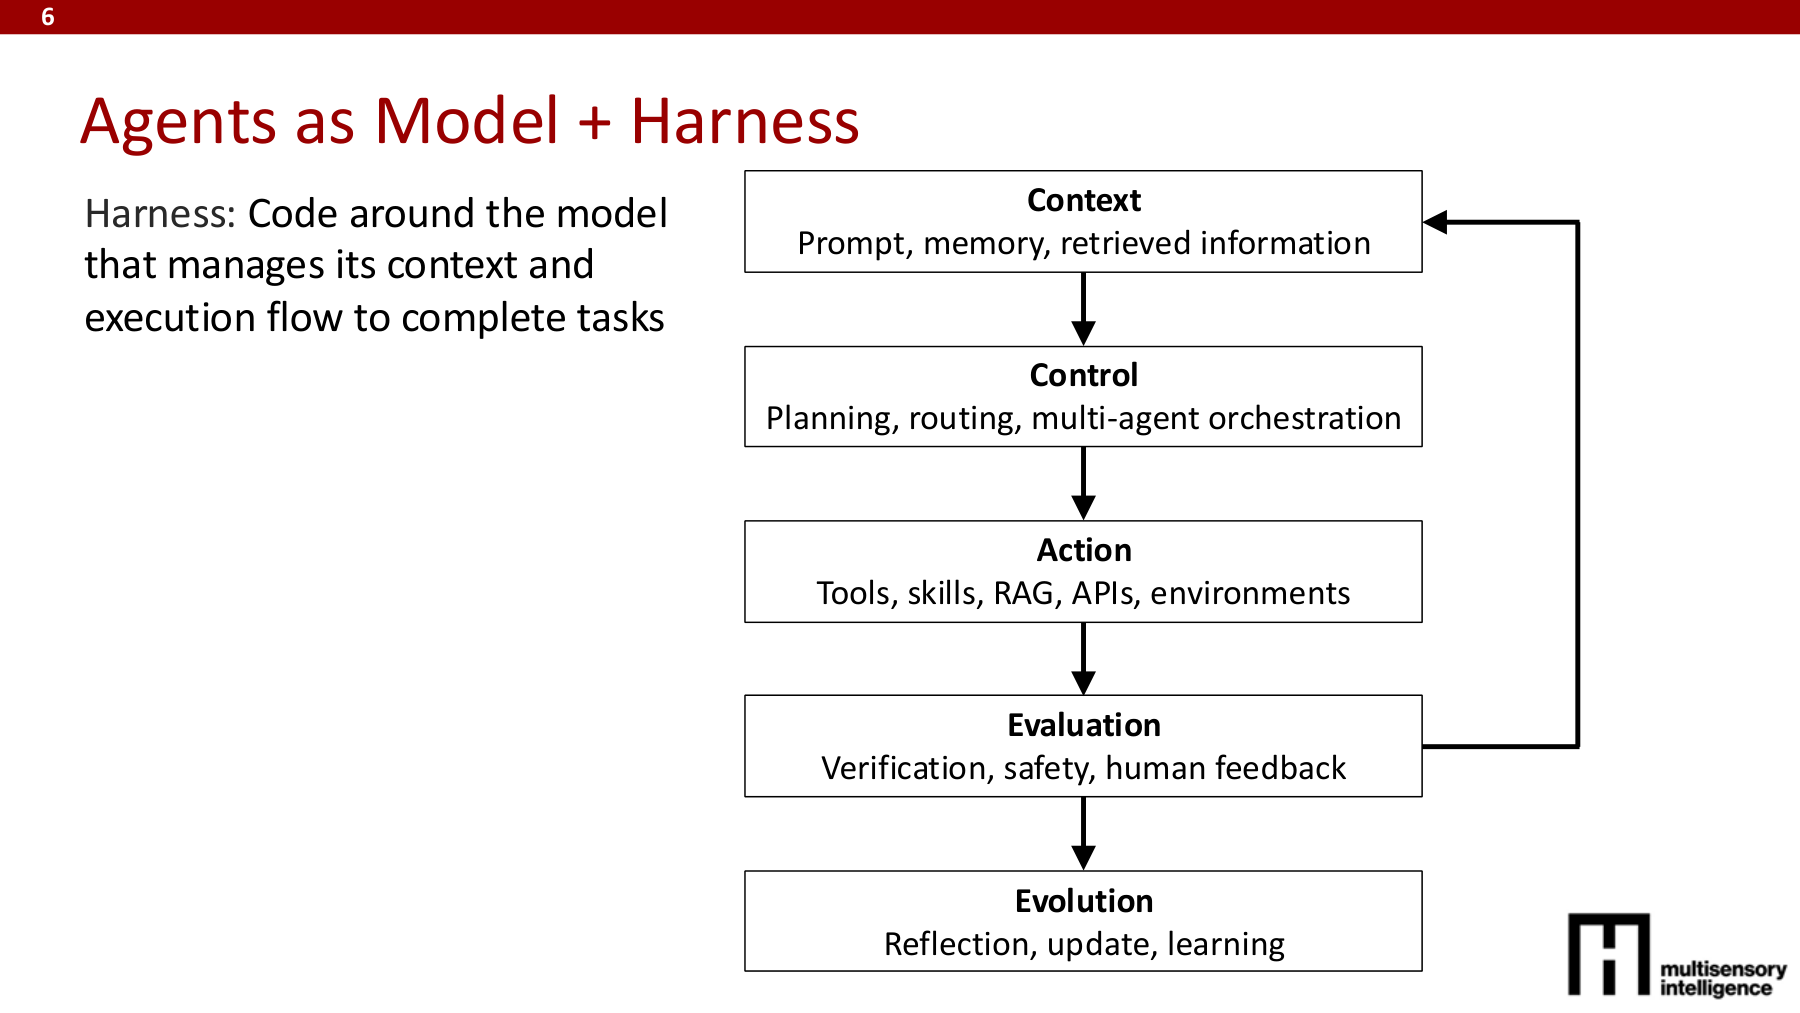 6
Agents as Model + Harness
Harness: Code around the model
that manages its context and
execution flow to complete tasks
Context
Prompt, memory, retrieved information
Control
Planning, routing, multi-agent orchestration
Action
Tools, skills, RAG, APIs, environments
Evaluation
Verification, safety, human feedback
Evolution
Reflection, update, learning
multisensory
intelligence